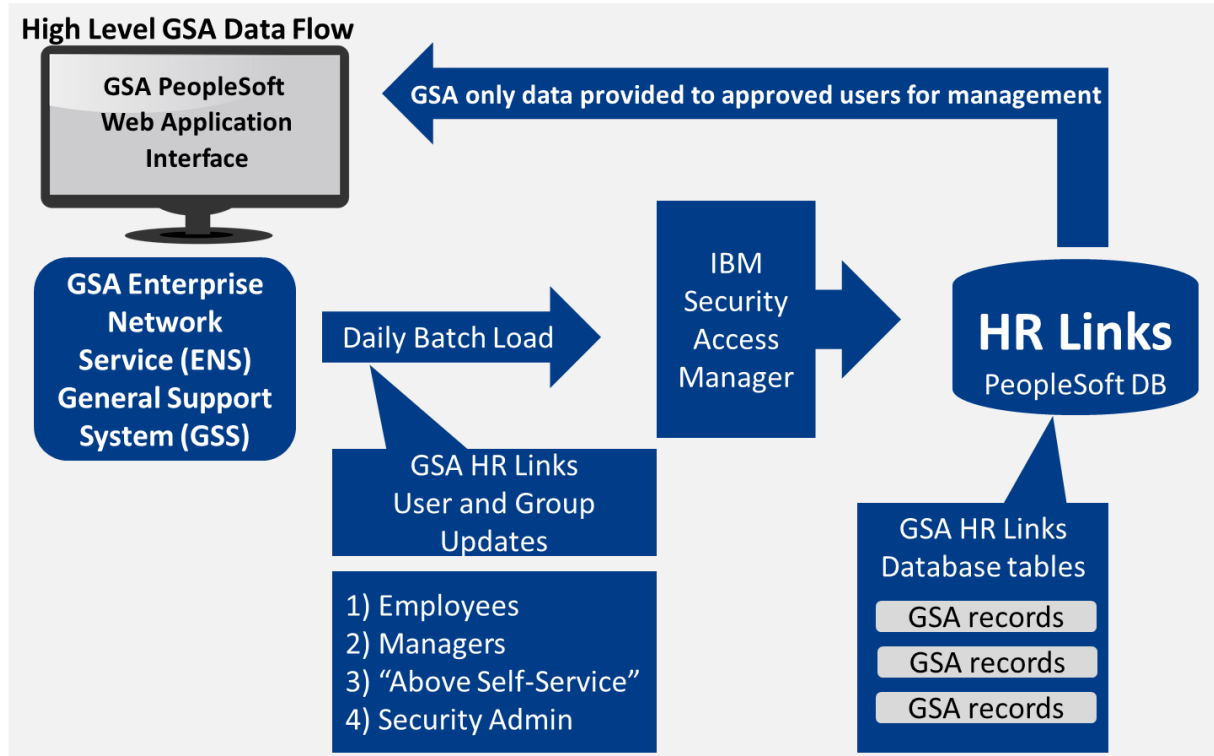 High Level GSA Data Flow
GSA PeopleSoft
Web Application
Interface
GSA only data provided to approved users for management
GSA Enterprise
Network
Service (ENS)
General Support
System (GSS)
Daily Batch Load
IBM
Security
Access
Manager
HR Links
PeopleSoft DB
GSA HR Links
User and Group
Updates
1) Employees
2) Managers
3) “Above Self-Service”
4) Security Admin
GSA HR Links
Database tables
GSA records
GSA records
GSA records